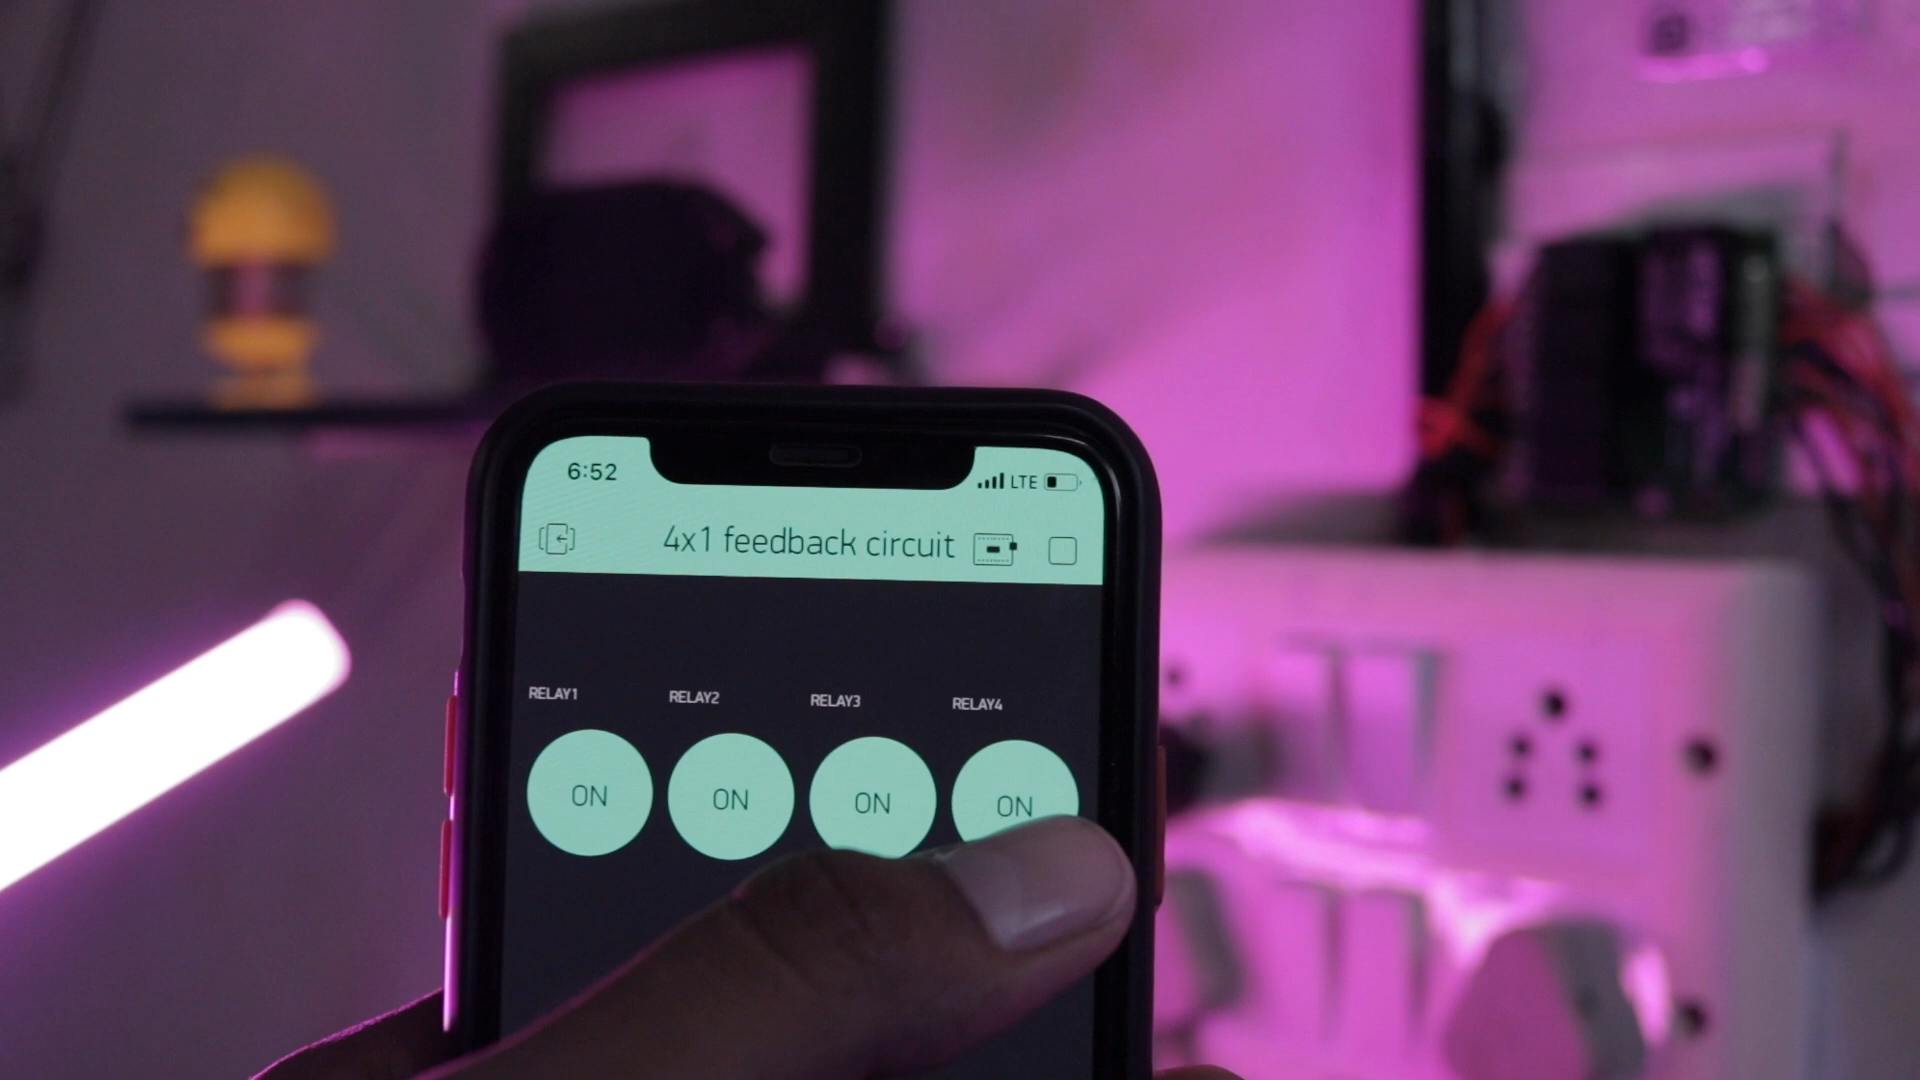 6:52
LTE
4x1 feedback circuit
RELAY1 RELAY2 RELAY3 RELAY4
ON ON ON ON